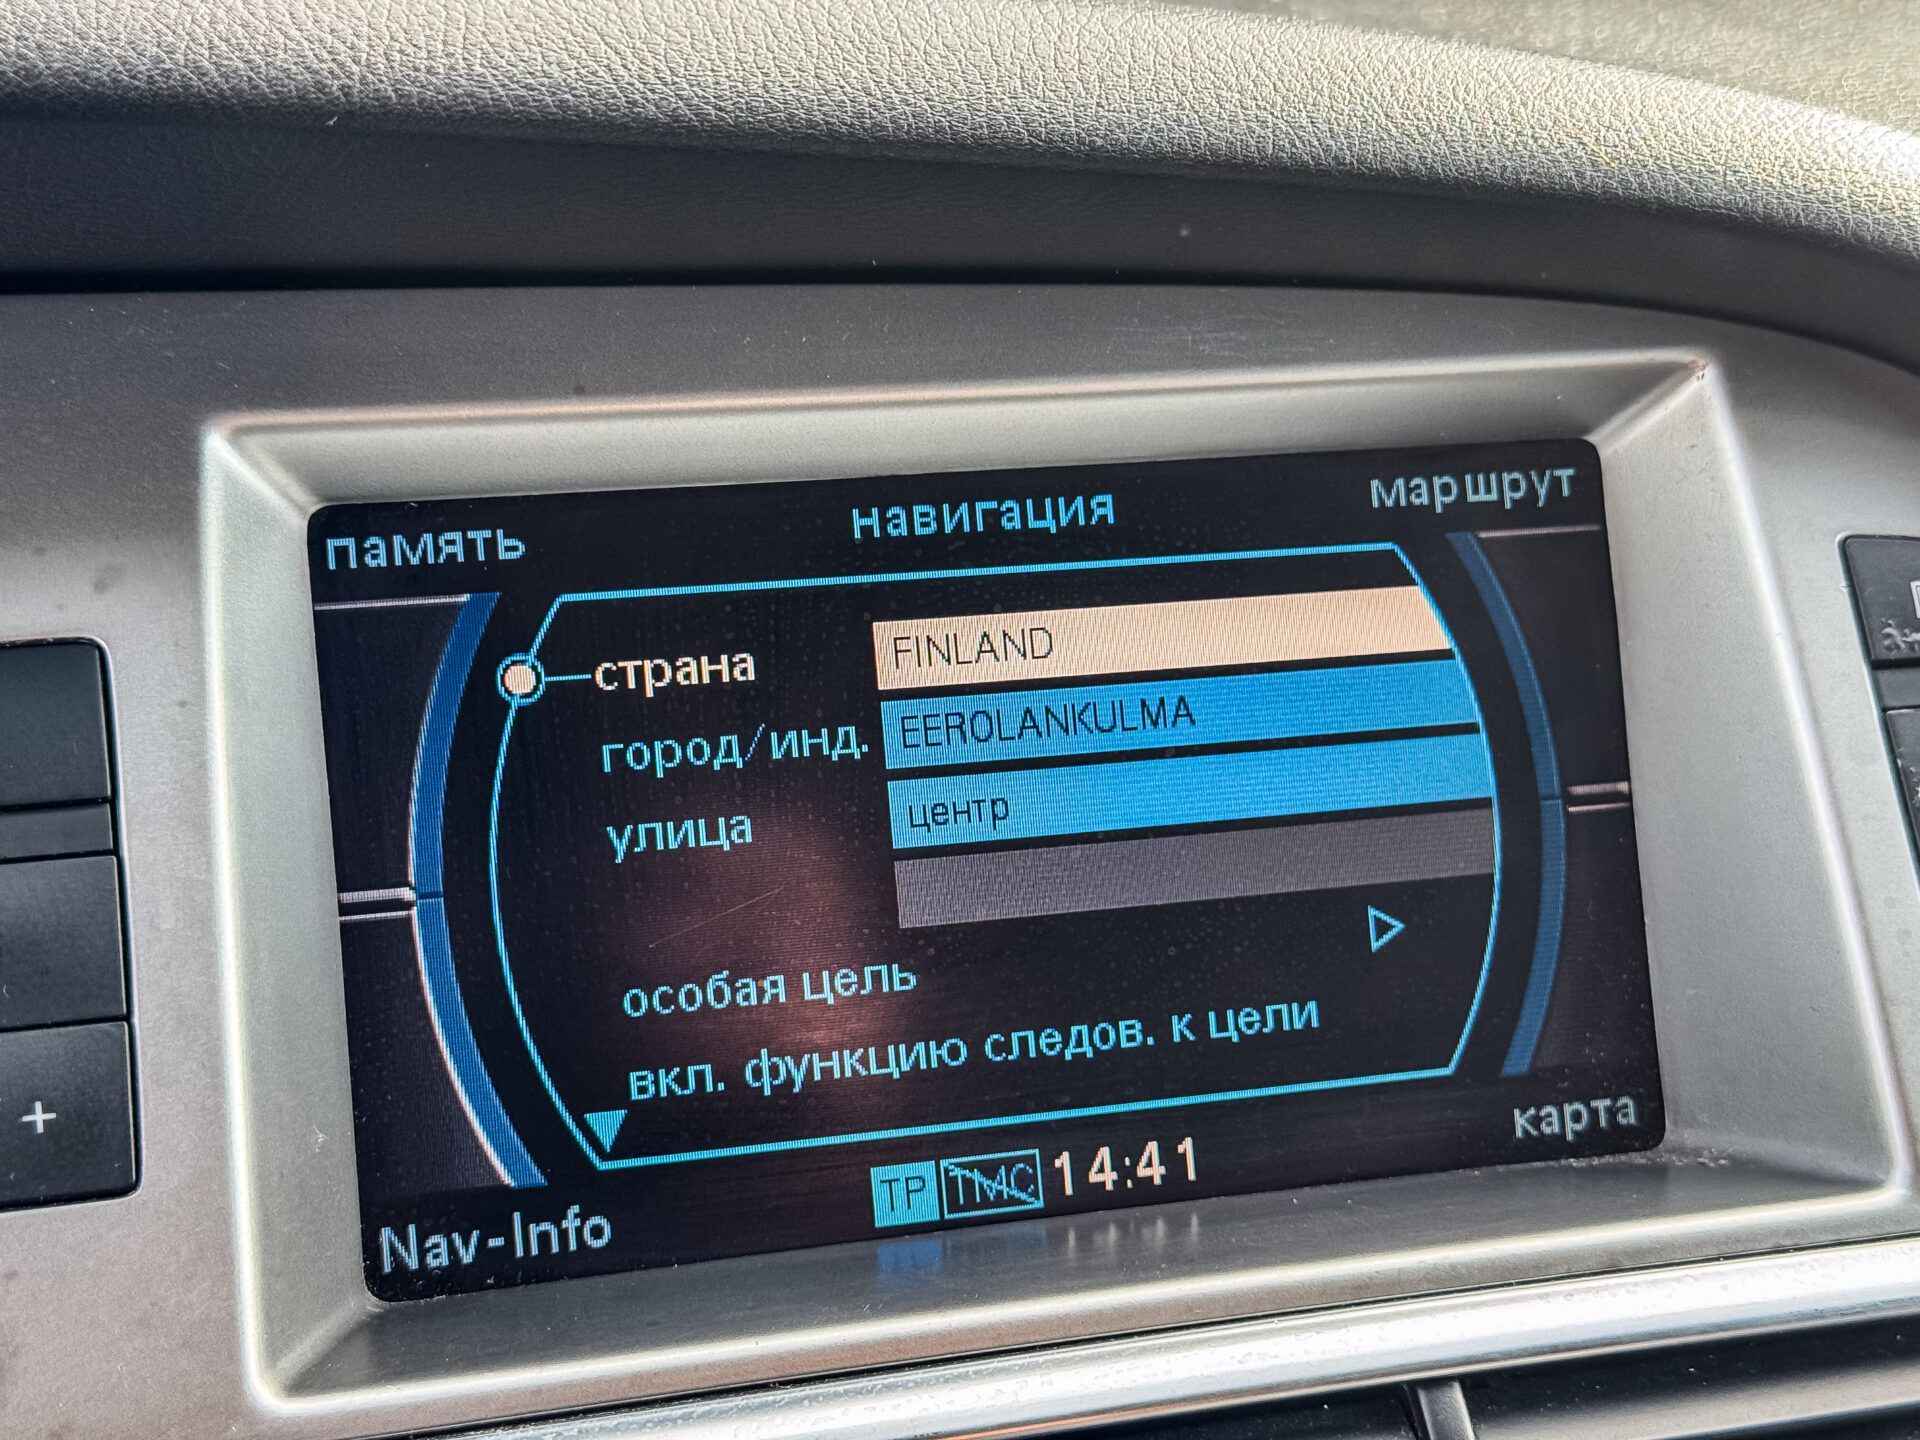 память навигация маршрут
страна FINLAND
город/инд. EEROLANKULMA
улица центр
особая цель
вкл. функцию следов. к цели
карта
TP TMC 14:41
Nav-Info
+